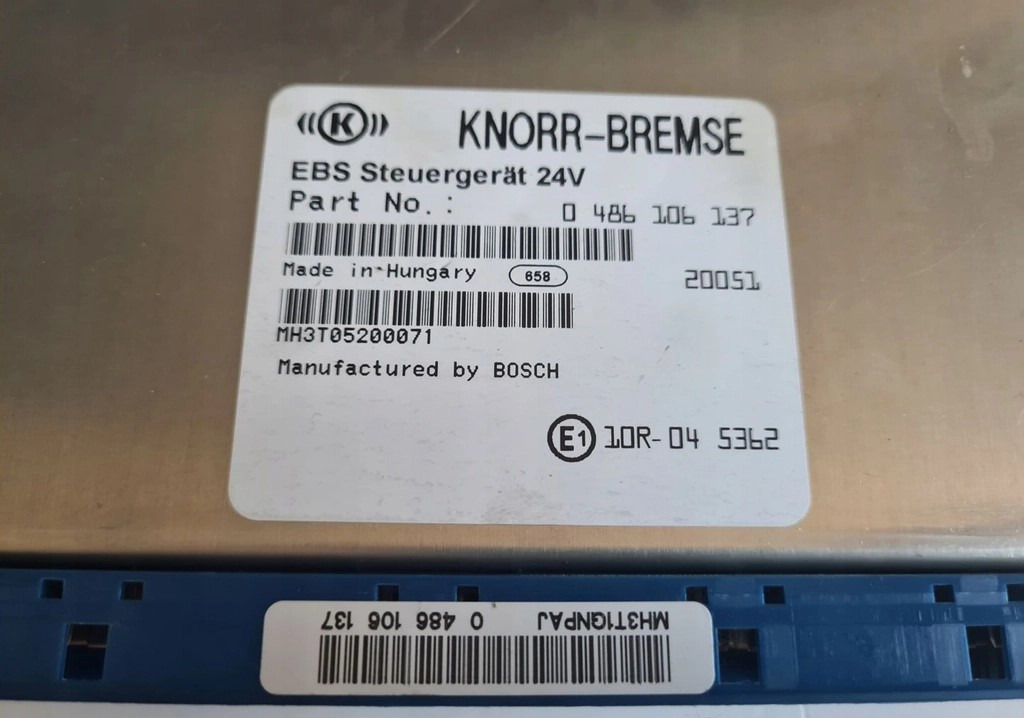 K KNORR-BREMSE
EBS Steuergerät 24V
Part No.: 0 486 106 137
Made in Hungary 658 20051
MH3T05200071
Manufactured by BOSCH
E1 10R-04 5362
MH3T1QNPAJ 0 486 106 137